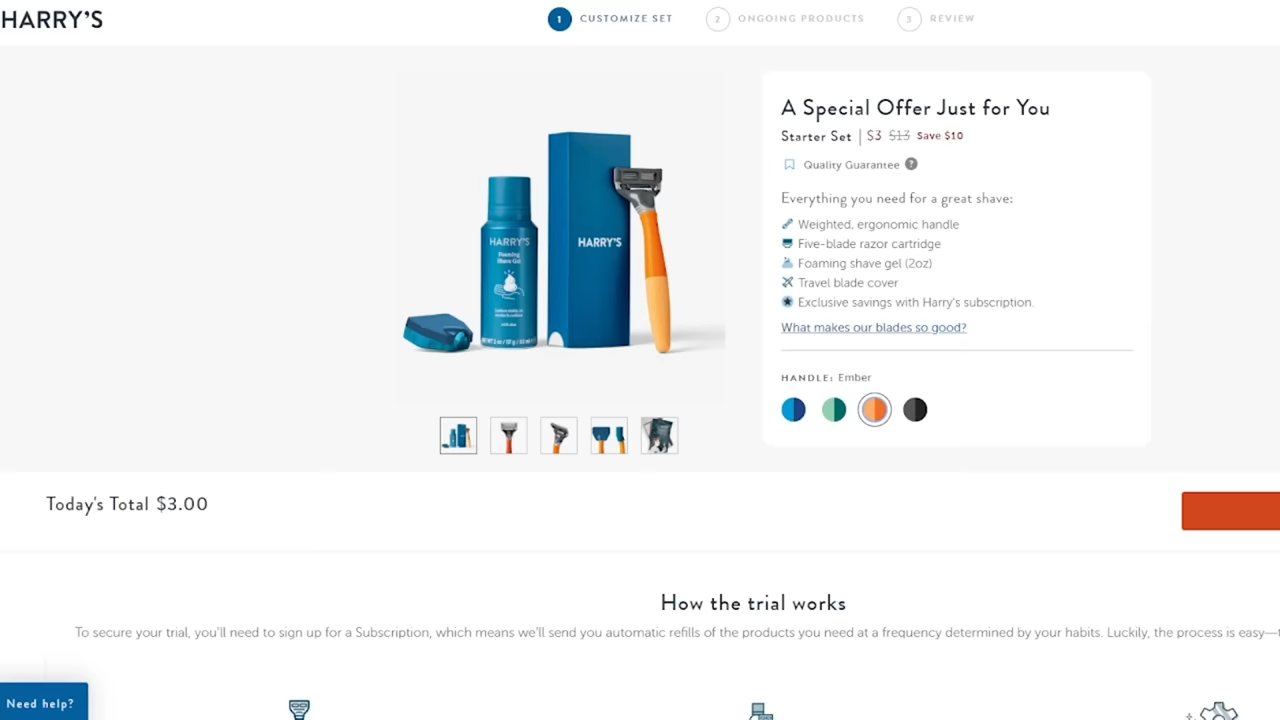 HARRY'S
1 CUSTOMIZE SET 2 ONGOING PRODUCTS 3 REVIEW
A Special Offer Just for You
Starter Set | $3 $13 Save $10
Quality Guarantee ?
Everything you need for a great shave:
Weighted, ergonomic handle
Five-blade razor cartridge
Foaming shave gel (2oz)
Travel blade cover
Exclusive savings with Harry's subscription.
What makes our blades so good?
HANDLE: Ember
HARRY'S
Foaming
Shave Gel
HARRY'S
Today's Total $3.00
How the trial works
To secure your trial, you'll need to sign up for a Subscription, which means we'll send you automatic refills of the products you need at a frequency determined by your habits. Luckily, the process is easy—
Need help?